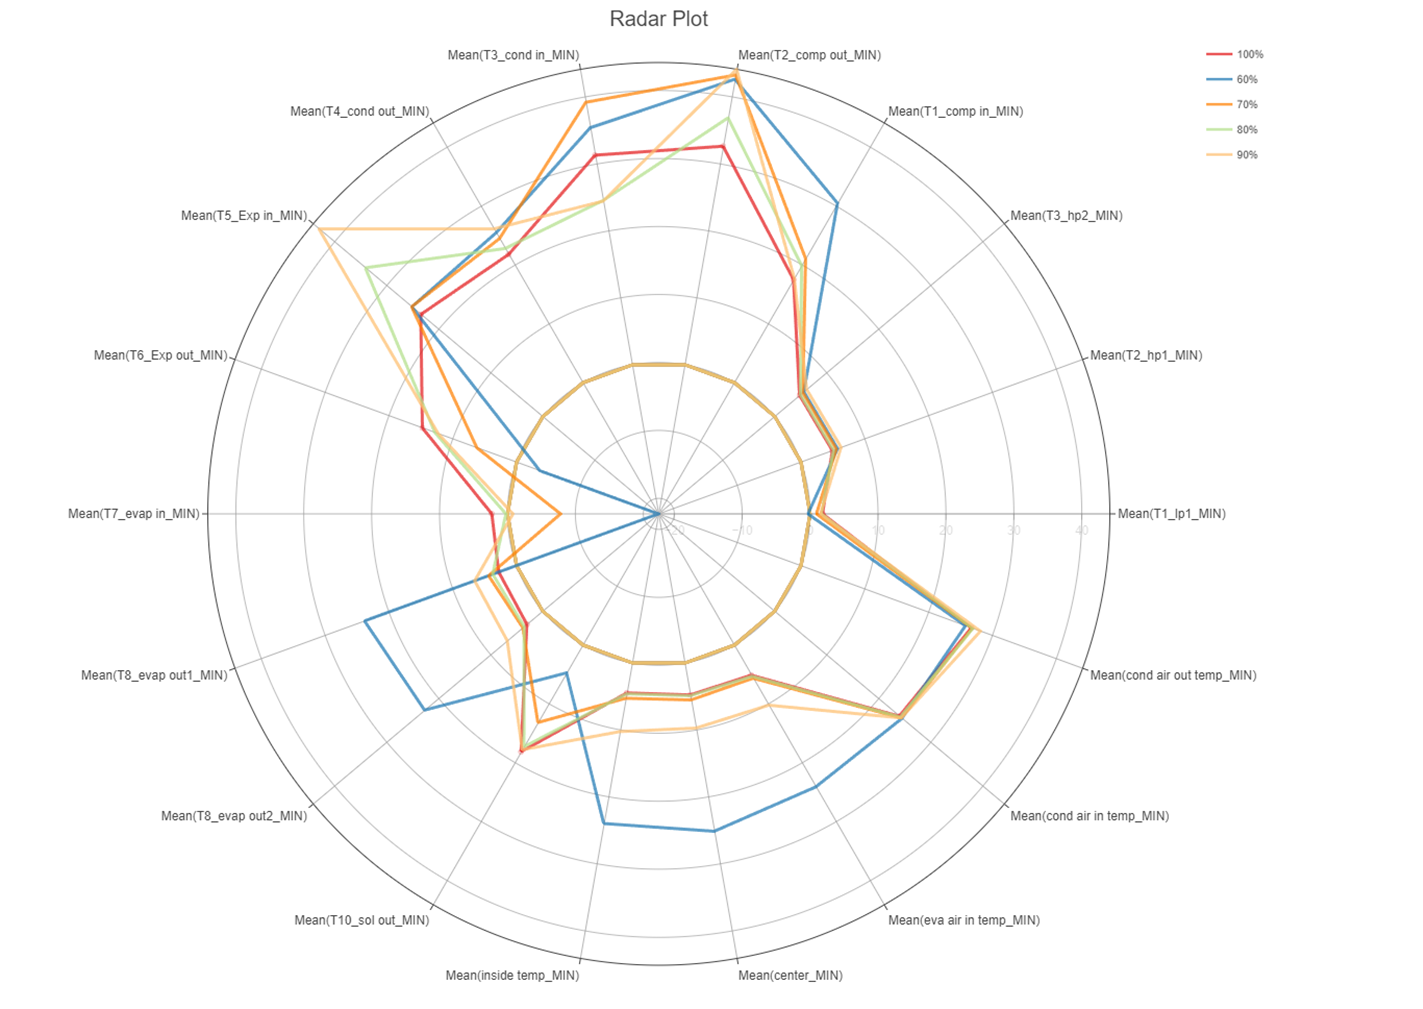 Radar Plot
Mean(T3_cond in_MIN)
Mean(T2_comp out_MIN)
Mean(T4_cond out_MIN)
Mean(T1_comp in_MIN)
Mean(T5_Exp in_MIN)
Mean(T3_hp2_MIN)
Mean(T6_Exp out_MIN)
Mean(T2_hp1_MIN)
Mean(T7_evap in_MIN)
Mean(T1_lp1_MIN)
-10
10
20
30
40
Mean(T8_evap out1_MIN)
Mean(cond air out temp_MIN)
Mean(T8_evap out2_MIN)
Mean(cond air in temp_MIN)
Mean(T10_sol out_MIN)
Mean(eva air in temp_MIN)
Mean(inside temp_MIN)
Mean(center_MIN)
100%
60%
70%
80%
90%